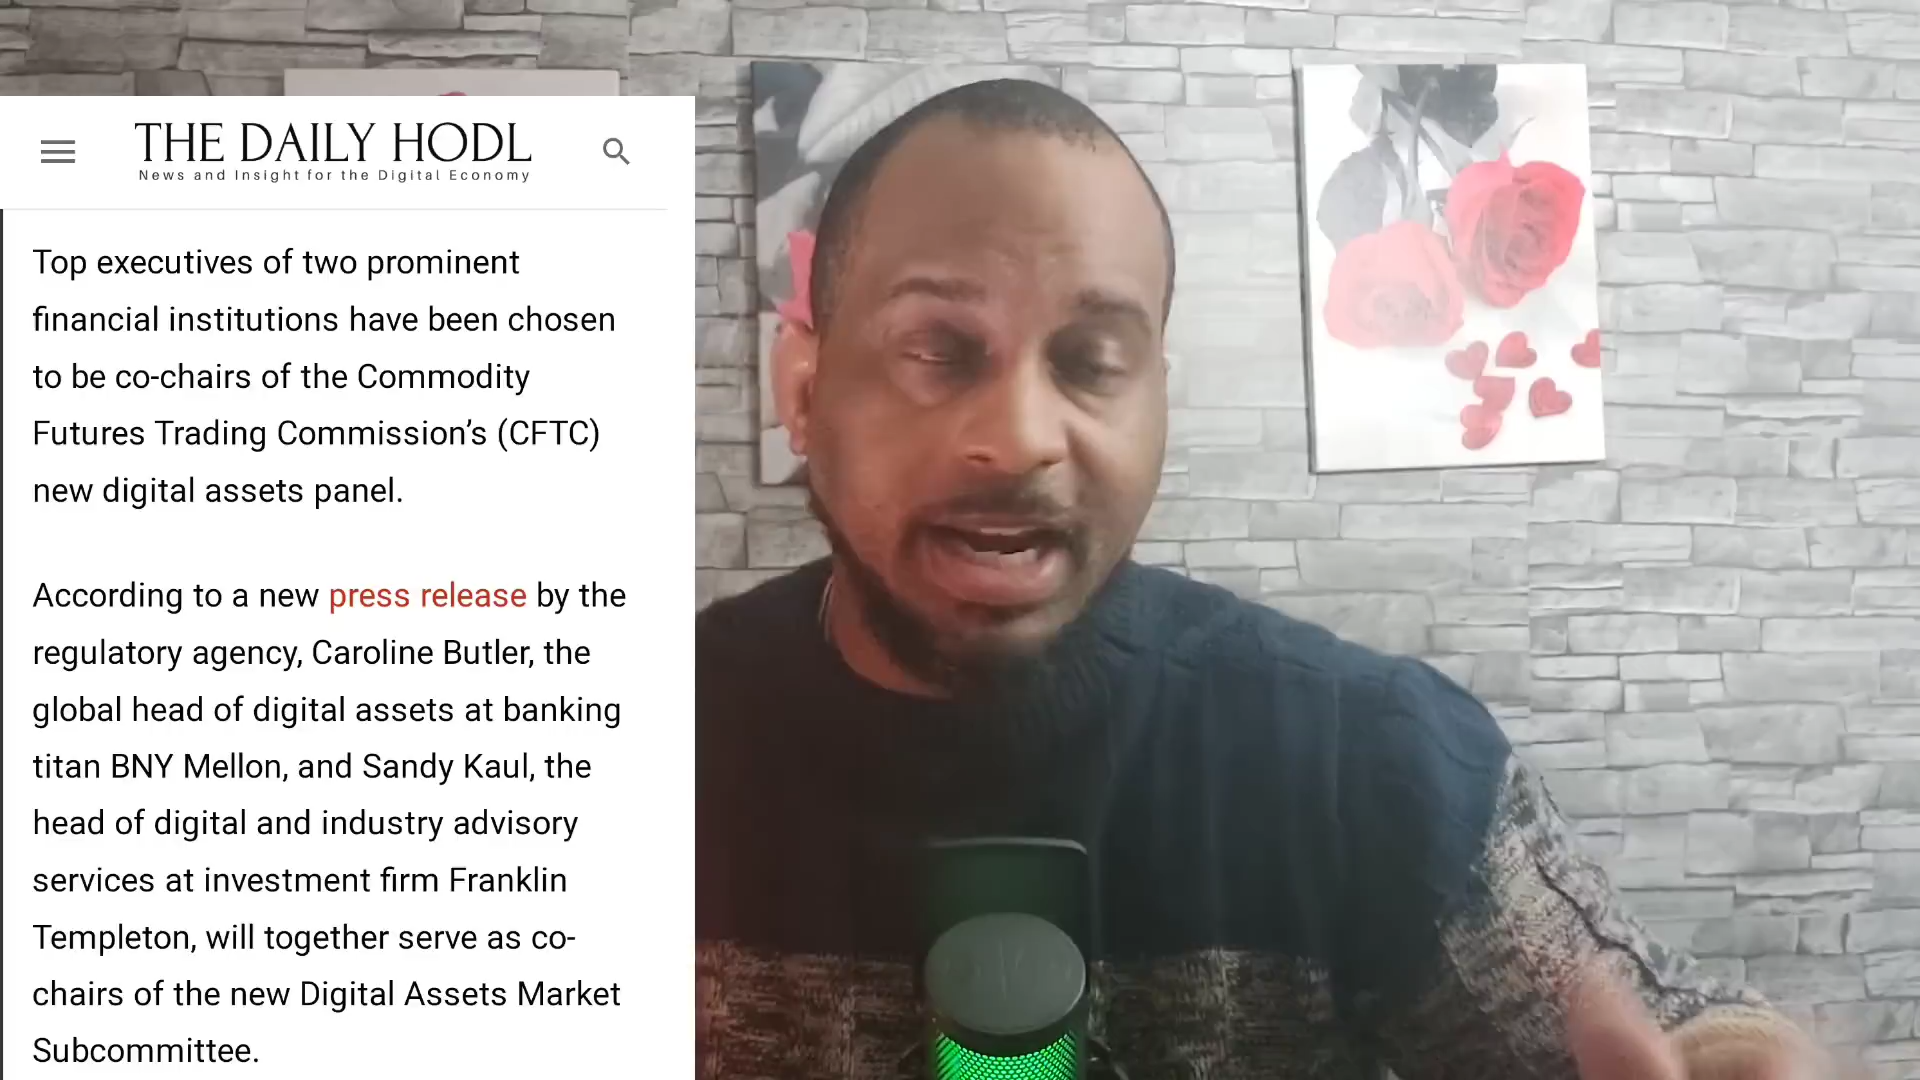 THE DAILY HODL
News and Insight for the Digital Economy
Top executives of two prominent
financial institutions have been chosen
to be co-chairs of the Commodity
Futures Trading Commission’s (CFTC)
new digital assets panel.
According to a new press release by the
regulatory agency, Caroline Butler, the
global head of digital assets at banking
titan BNY Mellon, and Sandy Kaul, the
head of digital and industry advisory
services at investment firm Franklin
Templeton, will together serve as co-
chairs of the new Digital Assets Market
Subcommittee.